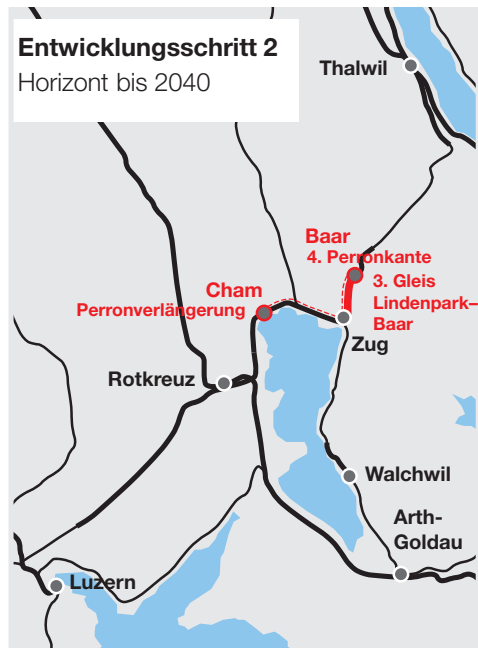 Entwicklungsschritt 2
Horizont bis 2040
Thalwil
Baar
4. Perronkante
3. Gleis
Lindenpark–
Baar
Cham
Perronverlängerung
Zug
Rotkreuz
Walchwil
Arth-
Goldau
Luzern